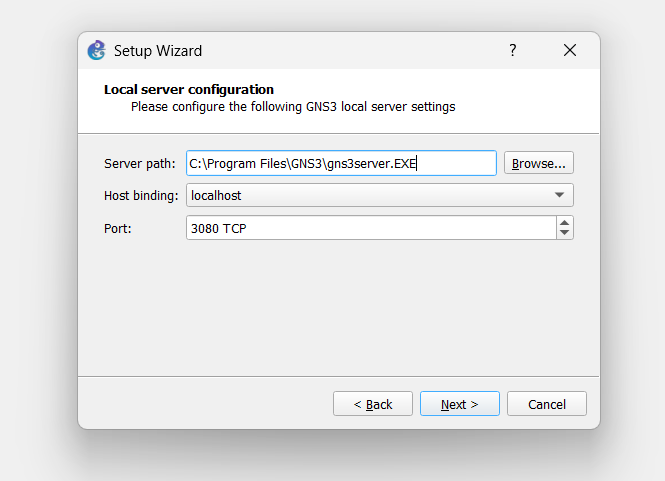 Setup Wizard
?
Local server configuration
Please configure the following GNS3 local server settings
Server path: C:\Program Files\GNS3\gns3server.EXE Browse...
Host binding: localhost
Port: 3080 TCP
< Back Next > Cancel